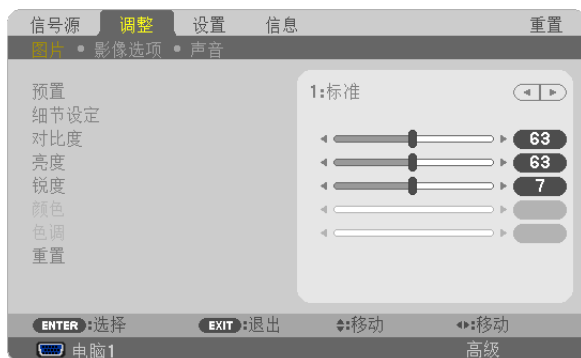 信号源 调整 设置 信息 重置
图片 • 影像选项 • 声音
预置 1:标准
细节设定
对比度 63
亮度 63
锐度 7
颜色
色调
重置
ENTER:选择 EXIT:退出 :移动 :移动
电脑1 高级